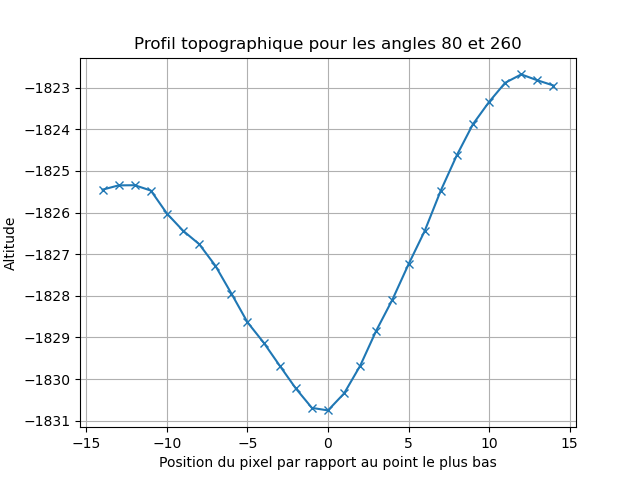 Profil topographique pour les angles 80 et 260
−1823
−1824
−1825
−1826
−1827
−1828
−1829
−1830
−1831
Altitude
−15 −10 −5 0 5 10 15
Position du pixel par rapport au point le plus bas